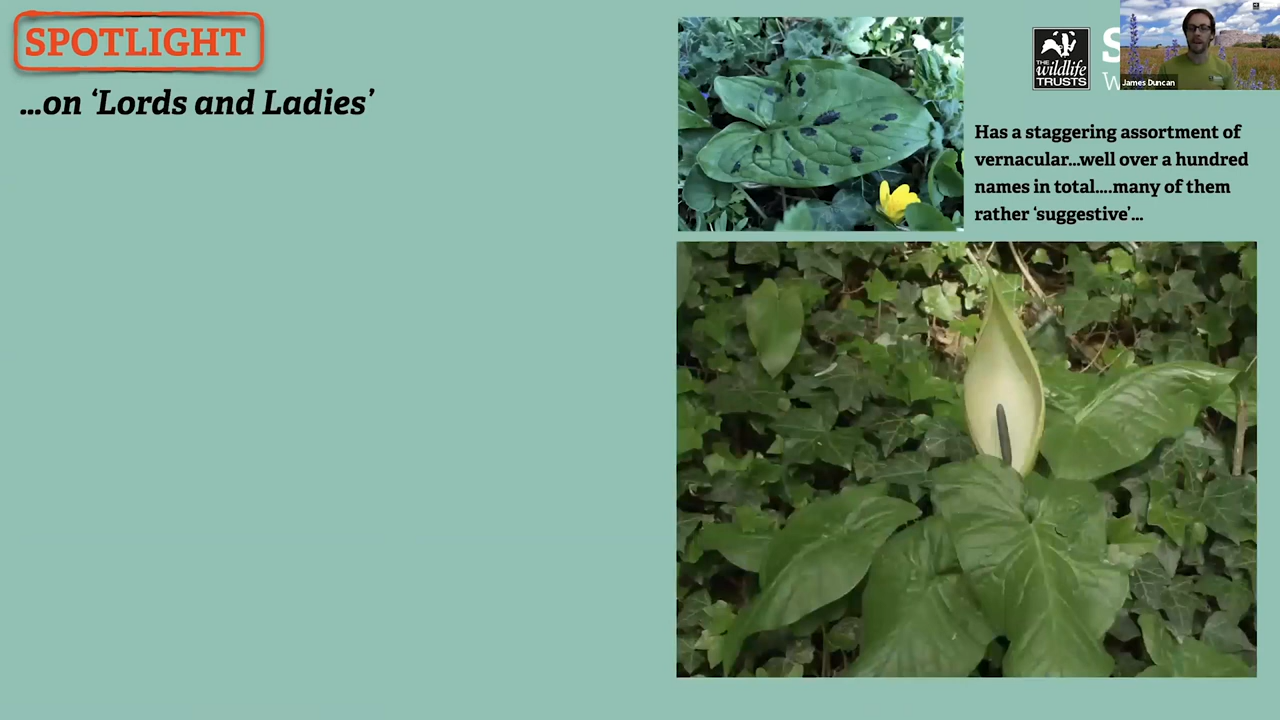 SPOTLIGHT
...on ‘Lords and Ladies’
THE
wildlife
TRUSTS
S
W
James Duncan
Has a staggering assortment of
vernacular...well over a hundred
names in total....many of them
rather ‘suggestive’...